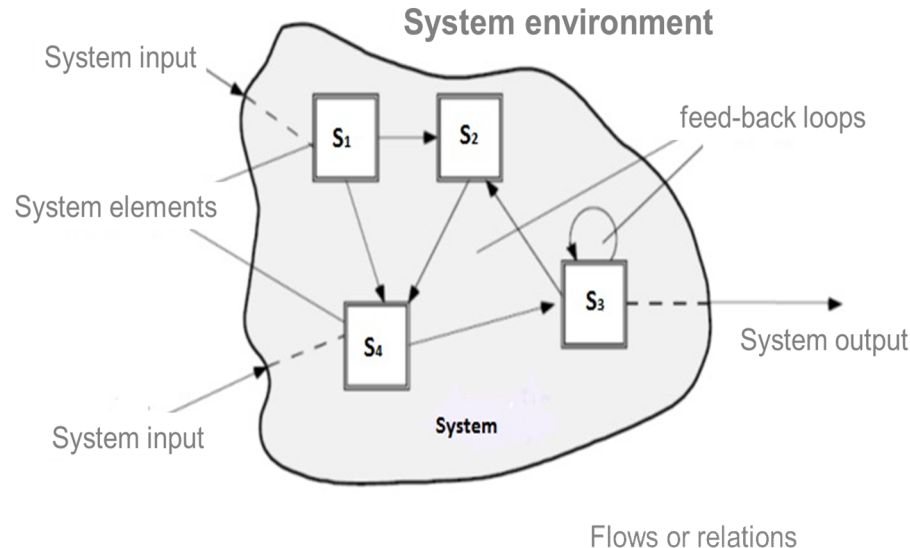 System environment
System input
feed-back loops
S1
S2
System elements
S3
System output
S4
System
System input
Flows or relations